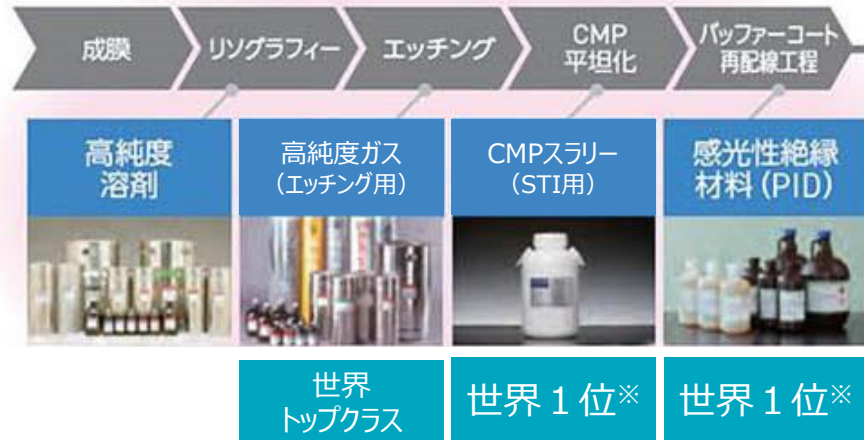 成膜
リソグラフィー
エッチング
CMP
平坦化
バッファーコート
再配線工程
高純度
溶剤
高純度ガス
（エッチング用）
CMPスラリー
（STI用）
感光性絶縁
材料（PID）
世界
トップクラス
世界１位※
世界１位※